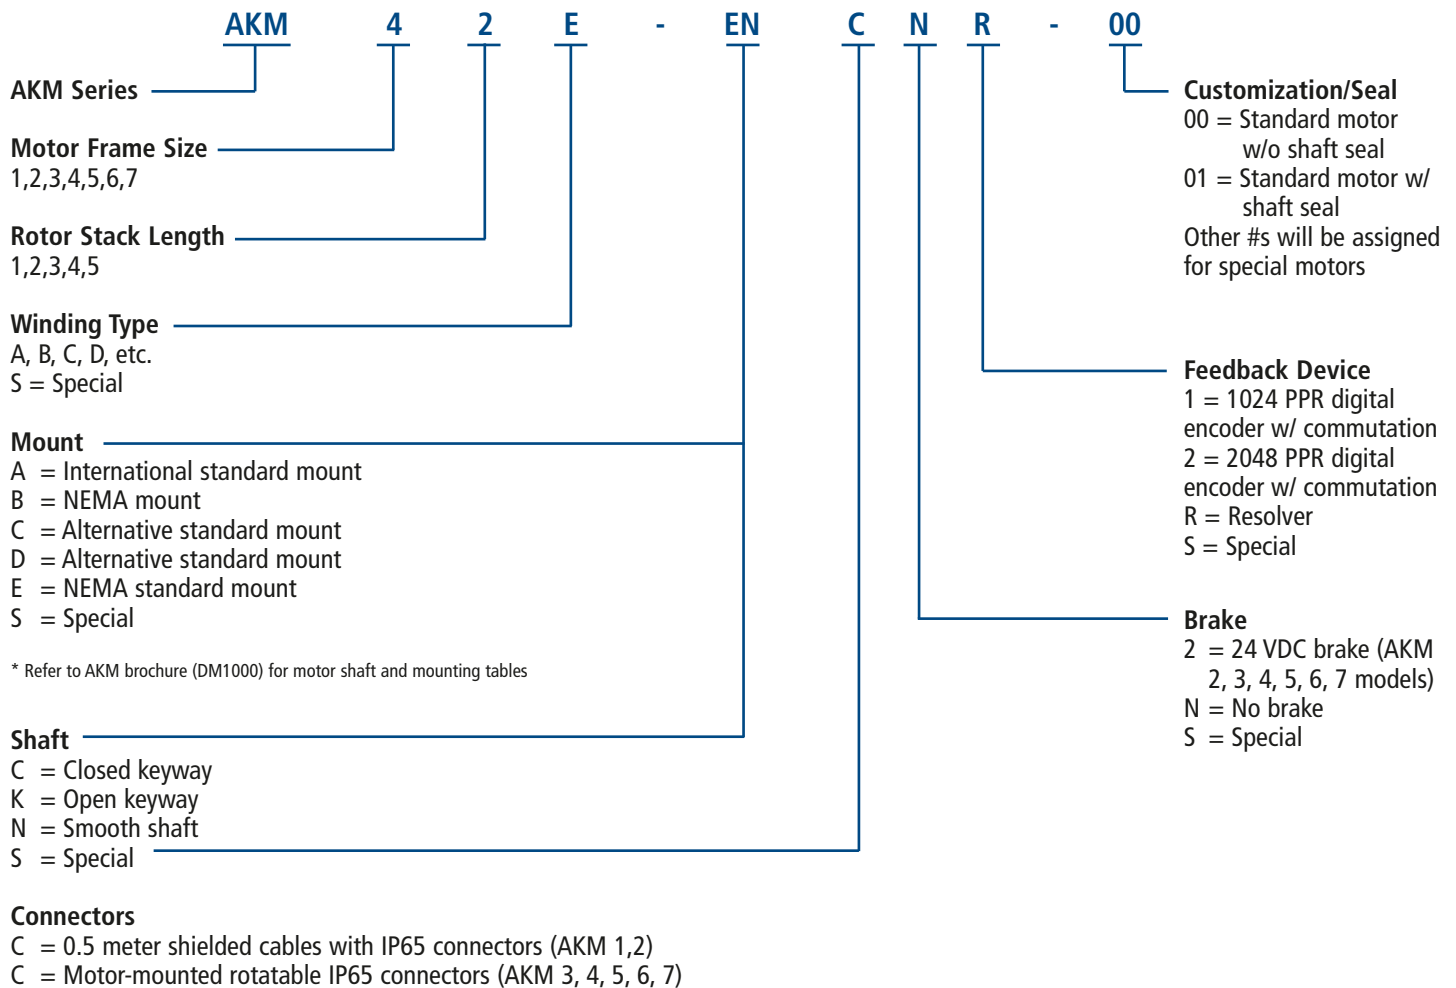 AKM 4 2 E - EN C N R - 00
AKM Series
Motor Frame Size
1,2,3,4,5,6,7
Rotor Stack Length
1,2,3,4,5
Winding Type
A, B, C, D, etc.
S = Special
Mount
A = International standard mount
B = NEMA mount
C = Alternative standard mount
D = Alternative standard mount
E = NEMA standard mount
S = Special
* Refer to AKM brochure (DM1000) for motor shaft and mounting tables
Shaft
C = Closed keyway
K = Open keyway
N = Smooth shaft
S = Special
Connectors
C = 0.5 meter shielded cables with IP65 connectors (AKM 1,2)
C = Motor-mounted rotatable IP65 connectors (AKM 3, 4, 5, 6, 7)
Customization/Seal
00 = Standard motor
w/o shaft seal
01 = Standard motor w/
shaft seal
Other #s will be assigned
for special motors
Feedback Device
1 = 1024 PPR digital
encoder w/ commutation
2 = 2048 PPR digital
encoder w/ commutation
R = Resolver
S = Special
Brake
2 = 24 VDC brake (AKM
2, 3, 4, 5, 6, 7 models)
N = No brake
S = Special